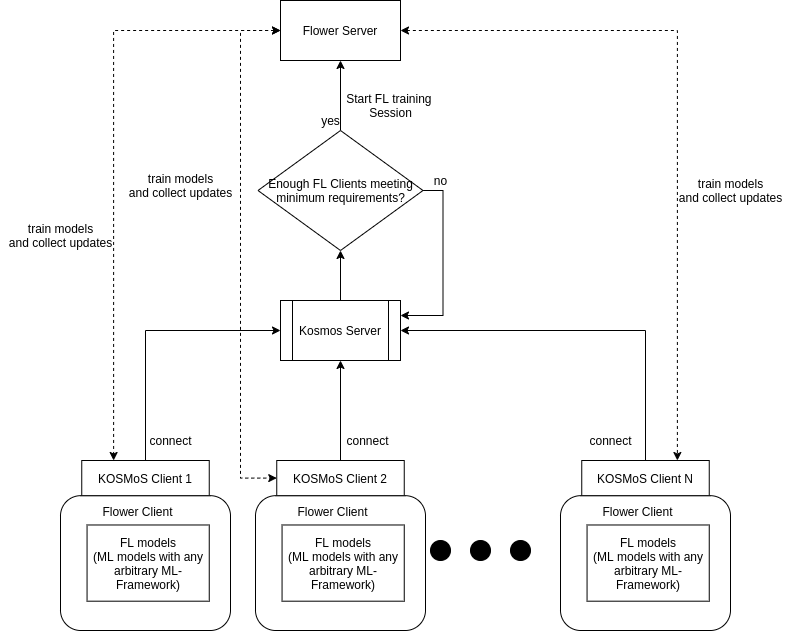 Flower Server
Start FL training
Session
yes
train models
and collect updates
Enough FL Clients meeting
minimum requirements?
no
train models
and collect updates
train models
and collect updates
Kosmos Server
connect
connect
connect
KOSMoS Client 1
KOSMoS Client 2
KOSMoS Client N
Flower Client
FL models
(ML models with any
arbitrary ML-
Framework)
Flower Client
FL models
(ML models with any
arbitrary ML-
Framework)
Flower Client
FL models
(ML models with any
arbitrary ML-
Framework)